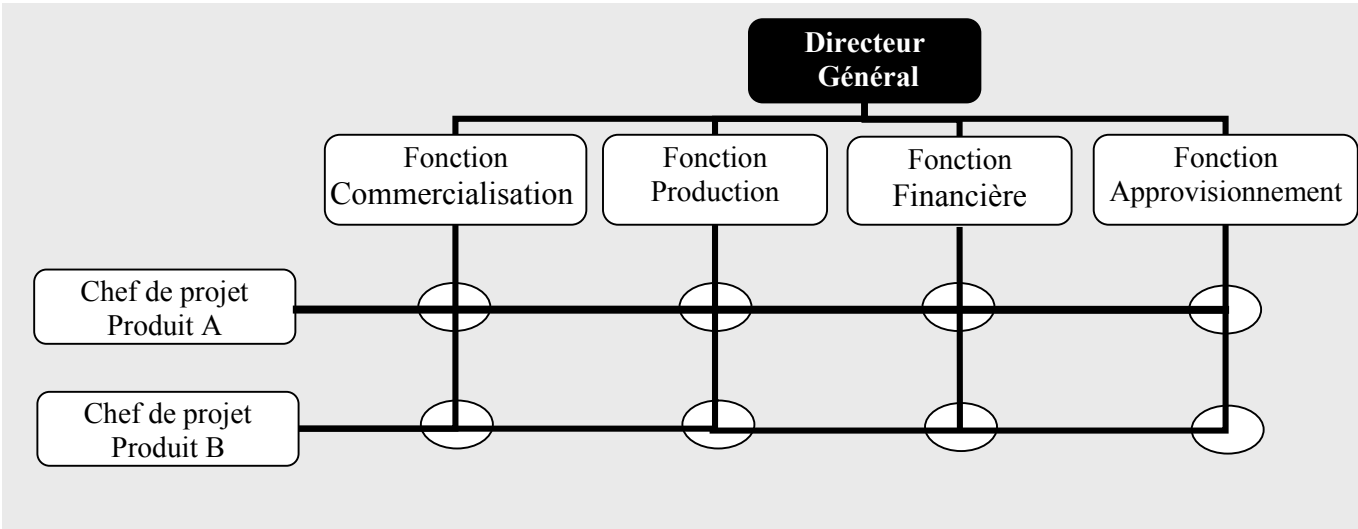 Directeur
Général
Fonction
Commercialisation
Fonction
Production
Fonction
Financière
Fonction
Approvisionnement
Chef de projet
Produit A
Chef de projet
Produit B